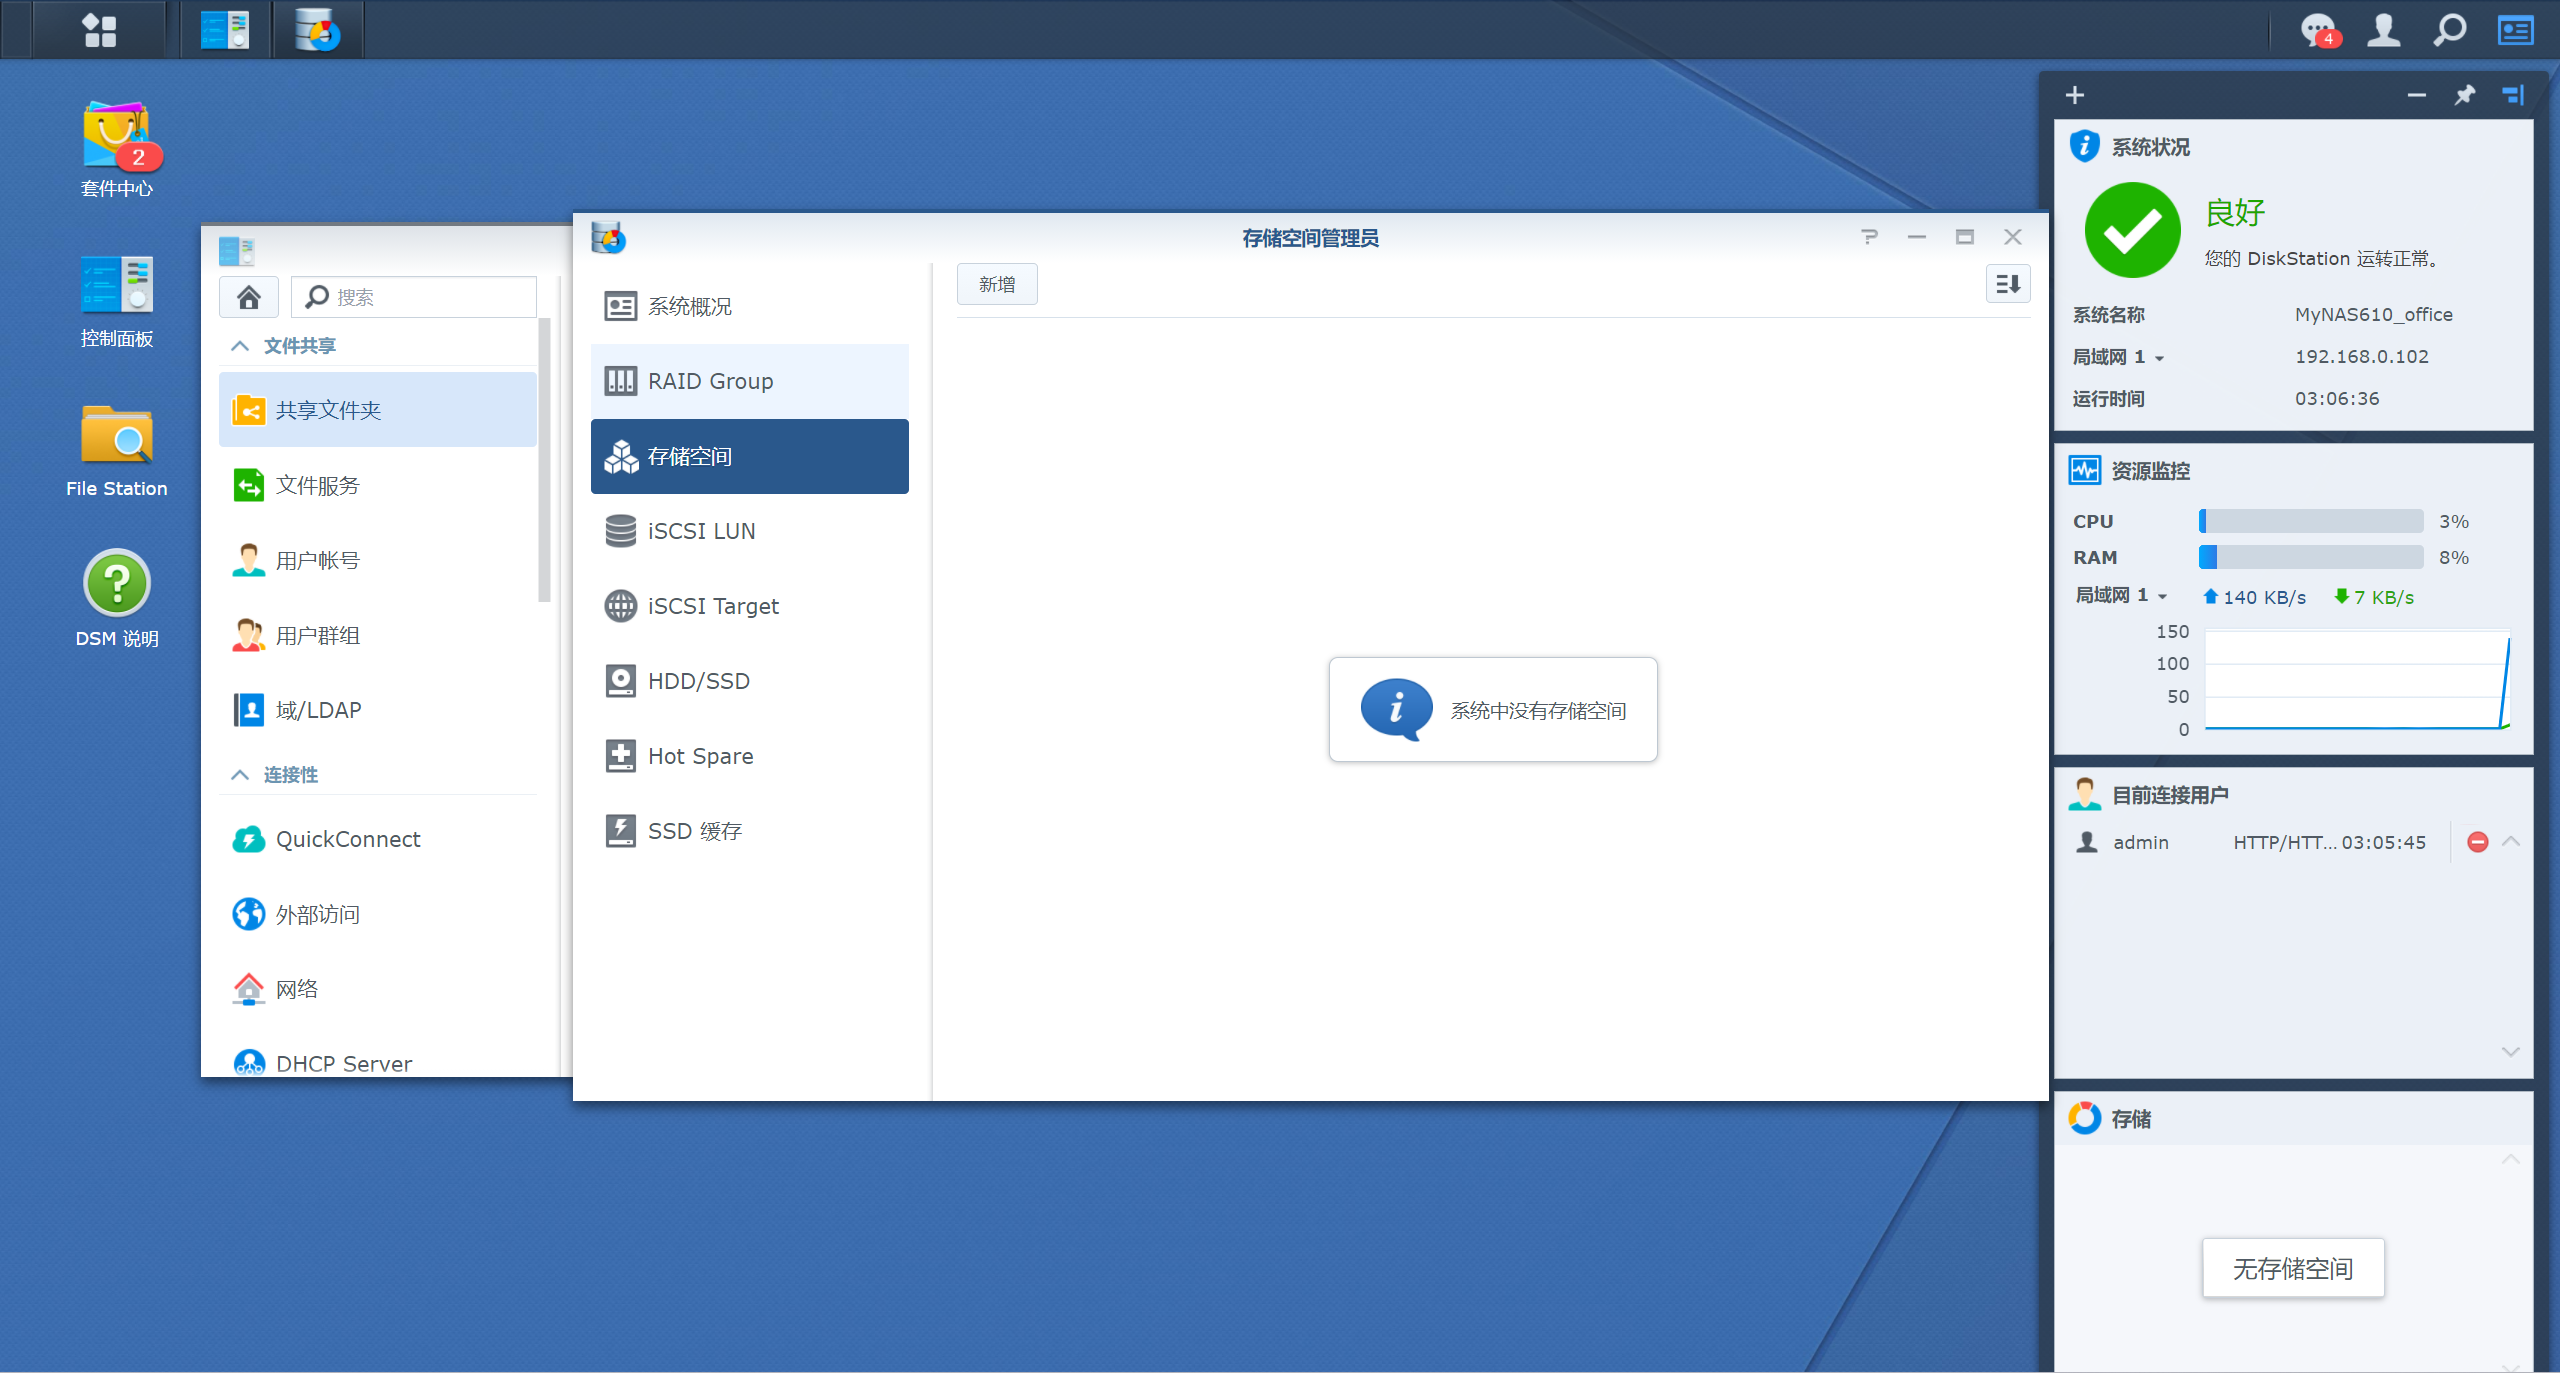 4
2
套件中心
控制面板
File Station
DSM 说明
搜索
文件共享
共享文件夹
文件服务
用户帐号
用户群组
域/LDAP
连接性
QuickConnect
外部访问
网络
DHCP Server
存储空间管理员
系统概况
RAID Group
存储空间
iSCSI LUN
iSCSI Target
HDD/SSD
Hot Spare
SSD 缓存
新增
系统中没有存储空间
系统状况
良好
您的 DiskStation 运转正常。
系统名称 MyNAS610_office
局域网 1 192.168.0.102
运行时间 03:06:36
资源监控
CPU 3%
RAM 8%
局域网 1 140 KB/s 7 KB/s
150
100
50
0
目前连接用户
admin HTTP/HTT... 03:05:45
存储
无存储空间